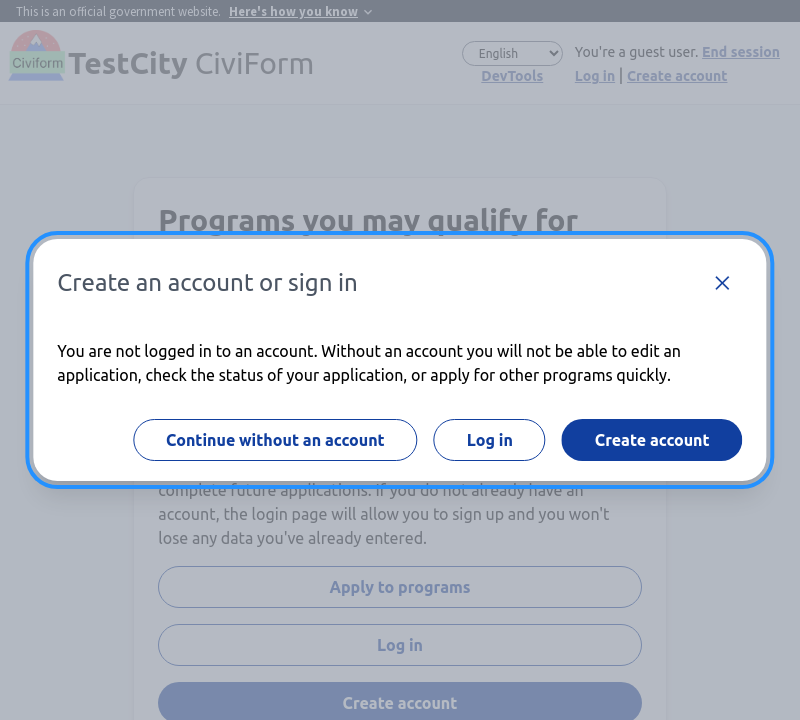 This is an official government website. Here's how you know
Civiform
TestCity CiviForm
English
You're a guest user. End session
DevTools
Log in | Create account
Programs you may qualify for
Create an account or sign in
You are not logged in to an account. Without an account you will not be able to edit an
application, check the status of your application, or apply for other programs quickly.
Continue without an account
Log in
Create account
complete future applications. If you do not already have an
account, the login page will allow you to sign up and you won't
lose any data you've already entered.
Apply to programs
Log in
Create account